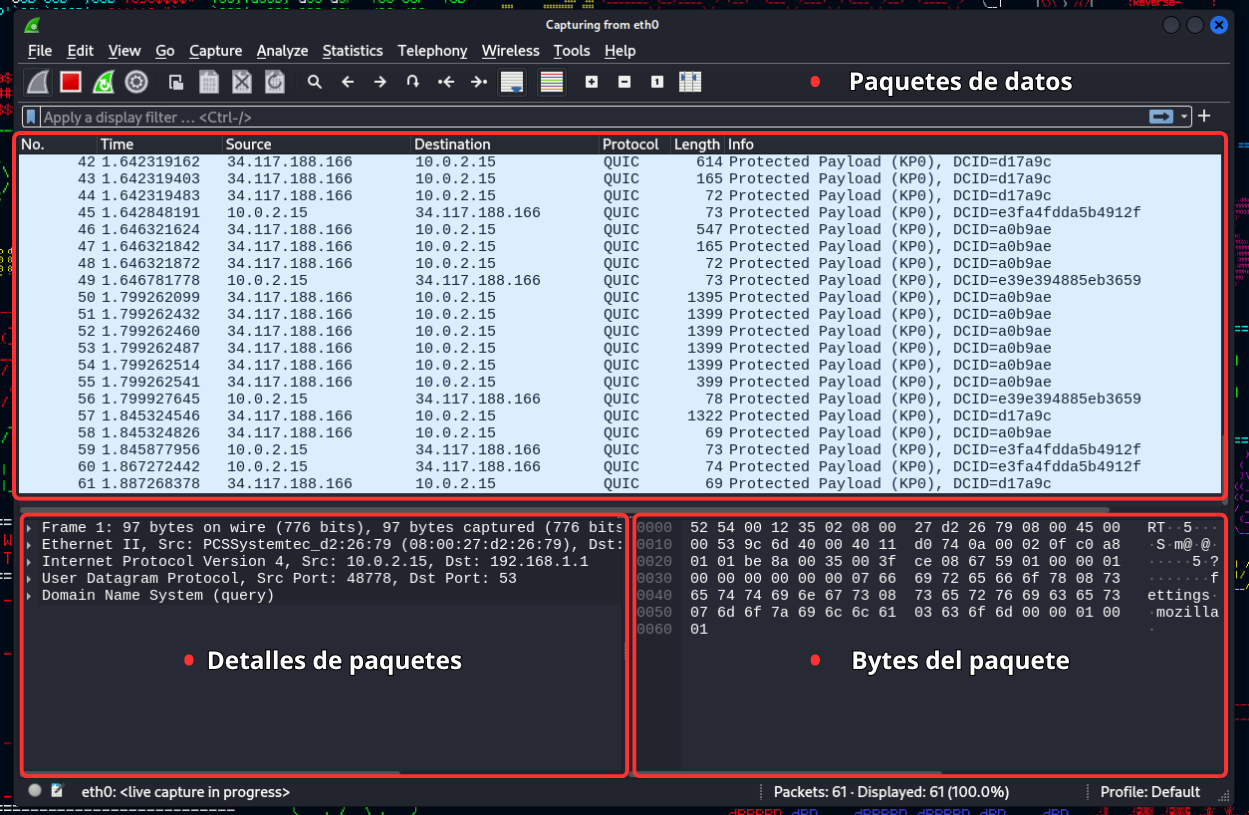 Capturing from eth0
File Edit View Go Capture Analyze Statistics Telephony Wireless Tools Help
Paquetes de datos
Apply a display filter ... <Ctrl-/>
No. Time Source Destination Protocol Length Info
42 1.642319162 34.117.188.166 10.0.2.15 QUIC 614 Protected Payload (KP0), DCID=d17a9c
43 1.642319403 34.117.188.166 10.0.2.15 QUIC 165 Protected Payload (KP0), DCID=d17a9c
44 1.642319483 34.117.188.166 10.0.2.15 QUIC 72 Protected Payload (KP0), DCID=d17a9c
45 1.642848191 10.0.2.15 34.117.188.166 QUIC 73 Protected Payload (KP0), DCID=e3fa4fdda5b4912f
46 1.646321624 34.117.188.166 10.0.2.15 QUIC 547 Protected Payload (KP0), DCID=a0b9ae
47 1.646321842 34.117.188.166 10.0.2.15 QUIC 165 Protected Payload (KP0), DCID=a0b9ae
48 1.646321872 34.117.188.166 10.0.2.15 QUIC 72 Protected Payload (KP0), DCID=a0b9ae
49 1.646781778 10.0.2.15 34.117.188.166 QUIC 73 Protected Payload (KP0), DCID=e39e394885eb3659
50 1.799262099 34.117.188.166 10.0.2.15 QUIC 1395 Protected Payload (KP0), DCID=a0b9ae
51 1.799262432 34.117.188.166 10.0.2.15 QUIC 1399 Protected Payload (KP0), DCID=a0b9ae
52 1.799262460 34.117.188.166 10.0.2.15 QUIC 1399 Protected Payload (KP0), DCID=a0b9ae
53 1.799262487 34.117.188.166 10.0.2.15 QUIC 1399 Protected Payload (KP0), DCID=a0b9ae
54 1.799262514 34.117.188.166 10.0.2.15 QUIC 1399 Protected Payload (KP0), DCID=a0b9ae
55 1.799262541 34.117.188.166 10.0.2.15 QUIC 399 Protected Payload (KP0), DCID=a0b9ae
56 1.799927645 10.0.2.15 34.117.188.166 QUIC 78 Protected Payload (KP0), DCID=e39e394885eb3659
57 1.845324546 34.117.188.166 10.0.2.15 QUIC 1322 Protected Payload (KP0), DCID=d17a9c
58 1.845324826 34.117.188.166 10.0.2.15 QUIC 69 Protected Payload (KP0), DCID=a0b9ae
59 1.845877956 10.0.2.15 34.117.188.166 QUIC 73 Protected Payload (KP0), DCID=e3fa4fdda5b4912f
60 1.867272442 10.0.2.15 34.117.188.166 QUIC 74 Protected Payload (KP0), DCID=e3fa4fdda5b4912f
61 1.887268378 34.117.188.166 10.0.2.15 QUIC 69 Protected Payload (KP0), DCID=d17a9c
Frame 1: 97 bytes on wire (776 bits), 97 bytes captured (776 bits
Ethernet II, Src: PCSSystemtec_d2:26:79 (08:00:27:d2:26:79), Dst:
Internet Protocol Version 4, Src: 10.0.2.15, Dst: 192.168.1.1
User Datagram Protocol, Src Port: 48778, Dst Port: 53
Domain Name System (query)
Detalles de paquetes
0000 52 54 00 12 35 02 08 00 27 d2 26 79 08 00 45 00 RT··5···
0010 00 53 9c 6d 40 00 40 11 d0 74 0a 00 02 0f c0 a8 ·S·m@·@·
0020 01 01 be 8a 00 35 00 3f ce 08 67 59 01 00 00 01 ·····5·?
0030 00 00 00 00 00 00 07 66 69 72 65 66 6f 78 08 73 ·······f
0040 65 74 74 69 6e 67 73 08 73 65 72 76 69 63 65 73 ettings·
0050 07 6d 6f 7a 69 6c 6c 61 03 63 6f 6d 00 00 01 00 ·mozilla
0060 01 ·
Bytes del paquete
eth0: <live capture in progress>
Packets: 61 · Displayed: 61 (100.0%)
Profile: Default